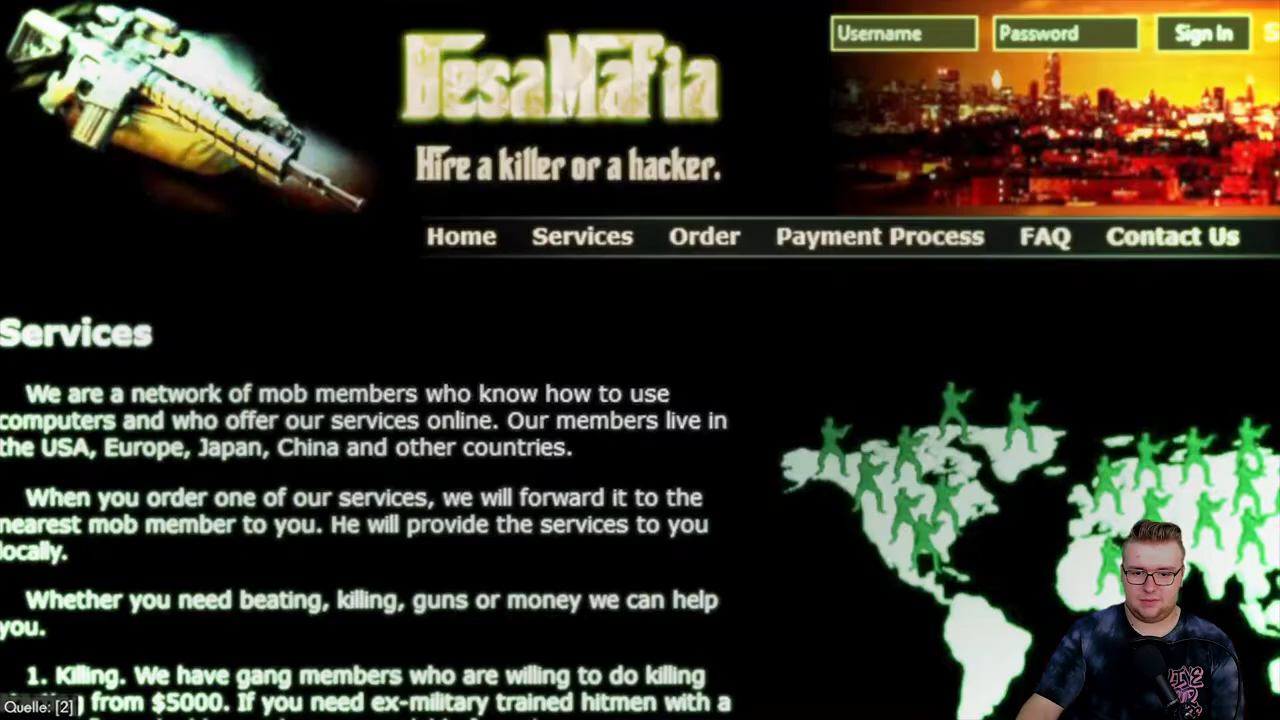 Username
Password
Sign In
BesaMafia
Hire a killer or a hacker.
Home Services Order Payment Process FAQ Contact Us
Services
We are a network of mob members who know how to use
computers and who offer our services online. Our members live in
the USA, Europe, Japan, China and other countries.
When you order one of our services, we will forward it to the
nearest mob member to you. He will provide the services to you
locally.
Whether you need beating, killing, guns or money we can help
you.
1. Killing. We have gang members who are willing to do killing
from $5000. If you need ex-military trained hitmen with a
Quelle: [2]